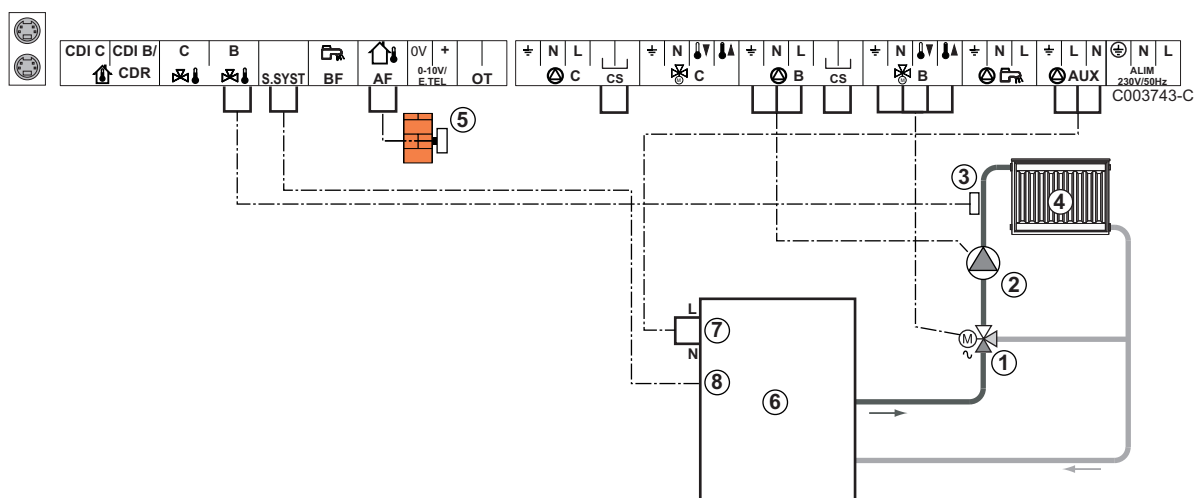 CDI C CDI B/ C B 0V +
CDR S.SYST BF AF 0-10V/ E.TEL OT
N L N N L N N L L N N L
C CS C B CS B AUX ALIM
230V/50Hz
C003743-C
5
3
4
2
L
7
M
N
1
8
6
M
M